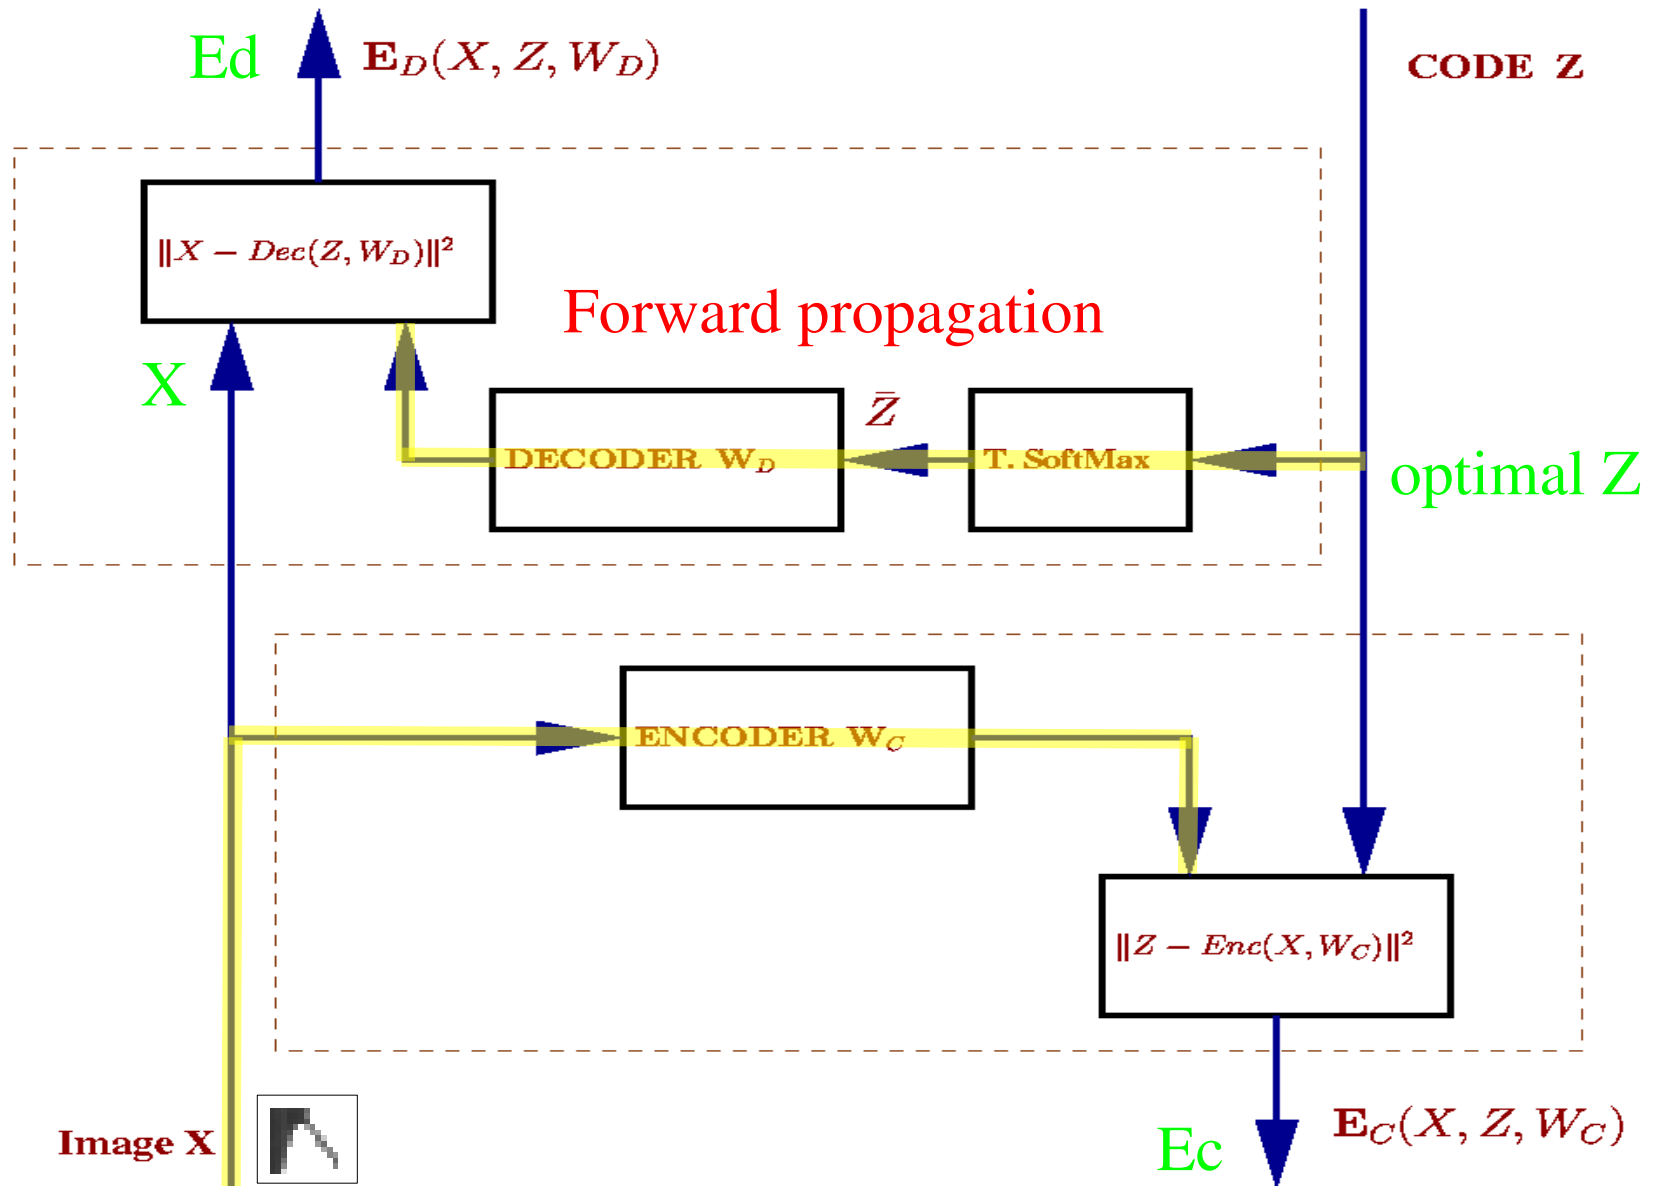 Ed
E_D(X, Z, W_D)
CODE Z
‖X − Dec(Z, W_D)‖²
Forward propagation
X
Z̄
DECODER W_D
T. SoftMax
optimal Z
ENCODER W_C
‖Z − Enc(X, W_C)‖²
Image X
Ec
E_C(X, Z, W_C)